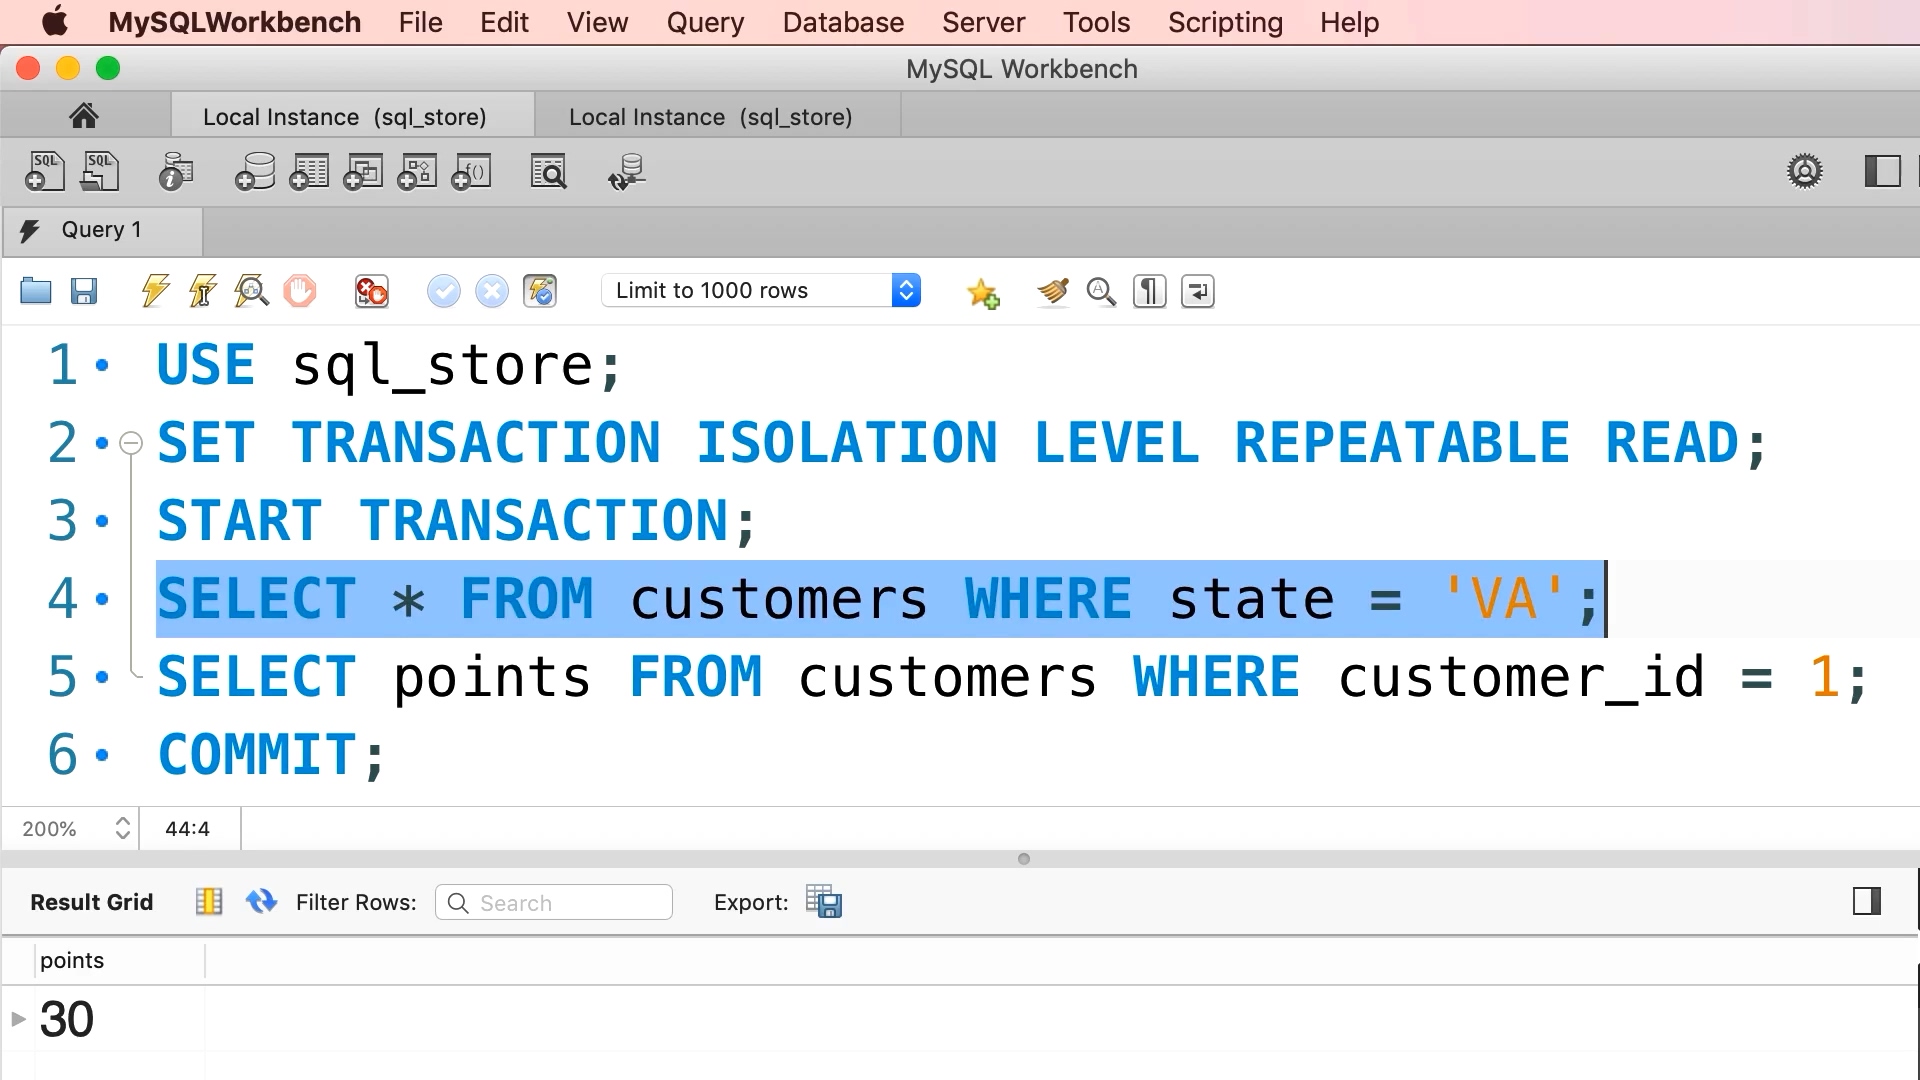 MySQLWorkbench File Edit View Query Database Server Tools Scripting Help
MySQL Workbench
Local Instance (sql_store) Local Instance (sql_store)
SQL SQL
Query 1
Limit to 1000 rows
1 USE sql_store;
2 SET TRANSACTION ISOLATION LEVEL REPEATABLE READ;
3 START TRANSACTION;
4 SELECT * FROM customers WHERE state = 'VA';
5 SELECT points FROM customers WHERE customer_id = 1;
6 COMMIT;
200% 44:4
Result Grid Filter Rows: Search Export:
points
30